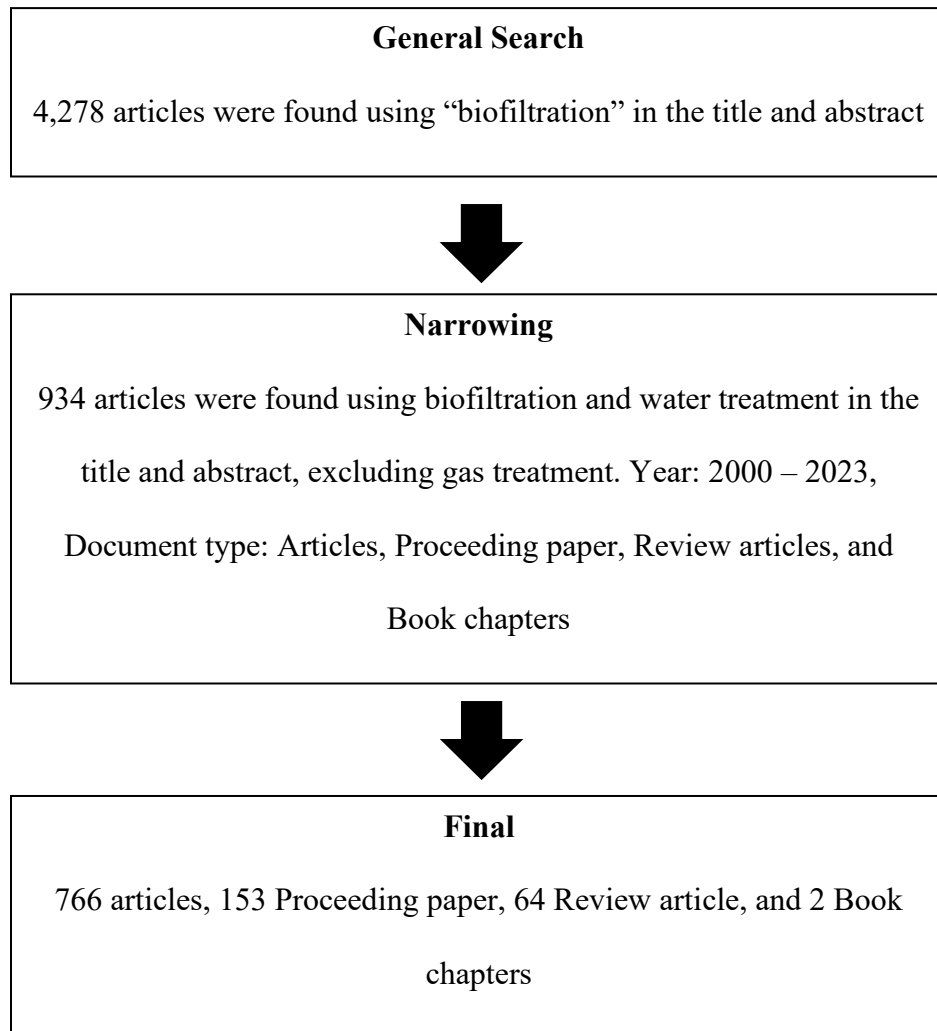 General Search
4,278 articles were found using “biofiltration” in the title and abstract
Narrowing
934 articles were found using biofiltration and water treatment in the
title and abstract, excluding gas treatment. Year: 2000 – 2023,
Document type: Articles, Proceeding paper, Review articles, and
Book chapters
Final
766 articles, 153 Proceeding paper, 64 Review article, and 2 Book
chapters